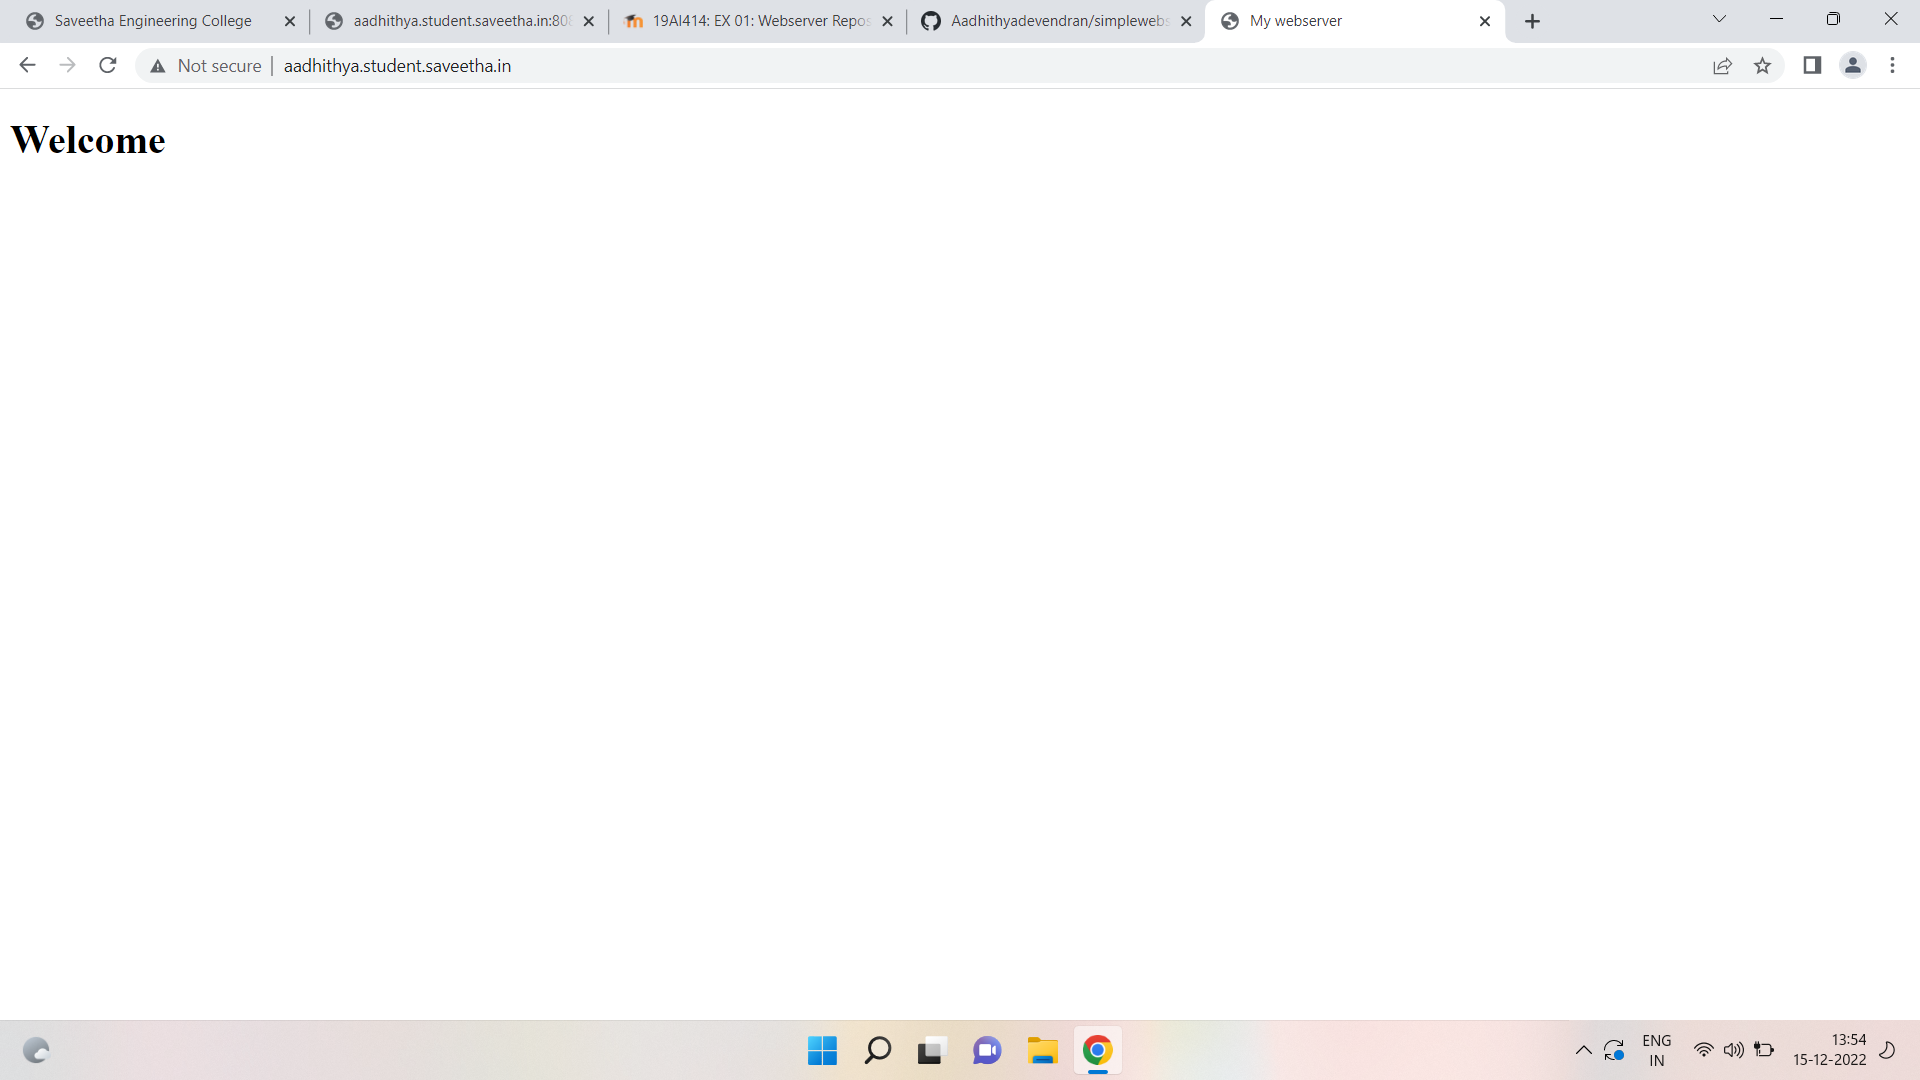 Saveetha Engineering College
aadhithya.student.saveetha.in:808
19AI414: EX 01: Webserver Repos
Aadhithyadevendran/simplewebs
My webserver
Not secure
aadhithya.student.saveetha.in
Welcome
ENG
IN
13:54
15-12-2022